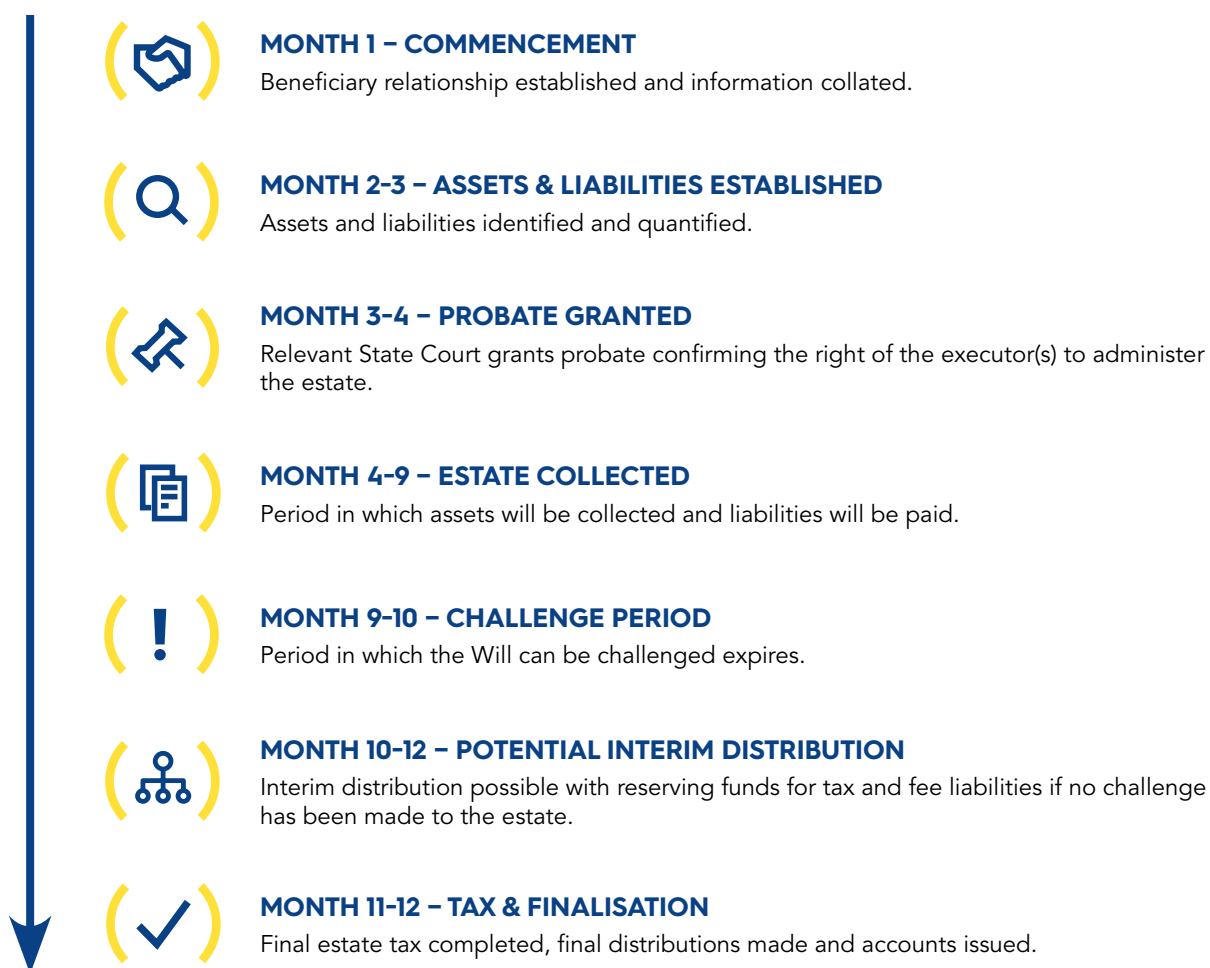 MONTH 1 – COMMENCEMENT
Beneficiary relationship established and information collated.
MONTH 2-3 – ASSETS & LIABILITIES ESTABLISHED
Assets and liabilities identified and quantified.
MONTH 3-4 – PROBATE GRANTED
Relevant State Court grants probate confirming the right of the executor(s) to administer
the estate.
MONTH 4-9 – ESTATE COLLECTED
Period in which assets will be collected and liabilities will be paid.
MONTH 9-10 – CHALLENGE PERIOD
Period in which the Will can be challenged expires.
MONTH 10-12 – POTENTIAL INTERIM DISTRIBUTION
Interim distribution possible with reserving funds for tax and fee liabilities if no challenge
has been made to the estate.
MONTH 11-12 – TAX & FINALISATION
Final estate tax completed, final distributions made and accounts issued.